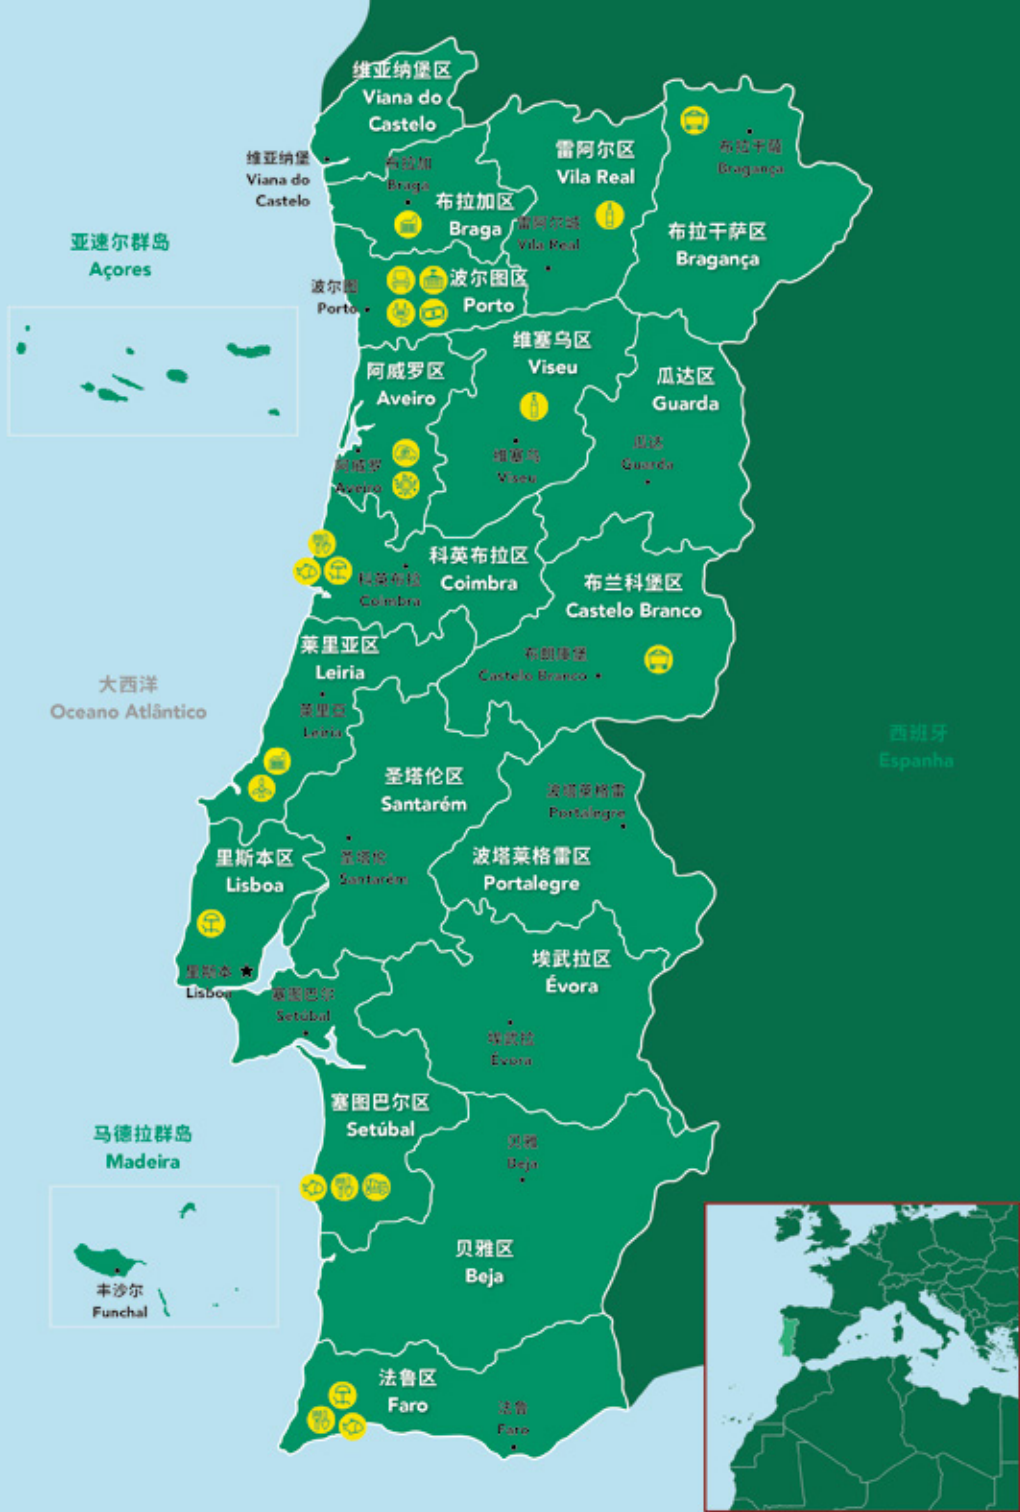 维亚纳堡区
Viana do
Castelo
维亚纳堡
Viana do
Castelo
布拉加
Braga
布拉加区
Braga
雷阿尔区
Vila Real
雷阿尔城
Vila Real
布拉干萨
Bragança
布拉干萨区
Bragança
亚速尔群岛
Açores
波尔图
Porto
波尔图区
Porto
维塞乌区
Viseu
阿威罗区
Aveiro
瓜达区
Guarda
瓜达
Guarda
维塞乌
Viseu
阿威罗
Aveiro
科英布拉区
Coimbra
科英布拉
Coimbra
布兰科堡区
Castelo Branco
Castelo Branco
莱里亚区
Leiria
莱里亚
Leiria
大西洋
Oceano Atlântico
西班牙
Espanha
圣塔伦区
Santarém
波塔莱格雷
Portalegre
圣塔伦
Santarém
里斯本区
Lisboa
波塔莱格雷区
Portalegre
里斯本
Lisboa
塞图巴尔
Setúbal
埃武拉区
Évora
埃武拉
Évora
塞图巴尔区
Setúbal
马德拉群岛
Madeira
贝雅
Beja
丰沙尔
Funchal
贝雅区
Beja
法鲁区
Faro
法鲁
Faro